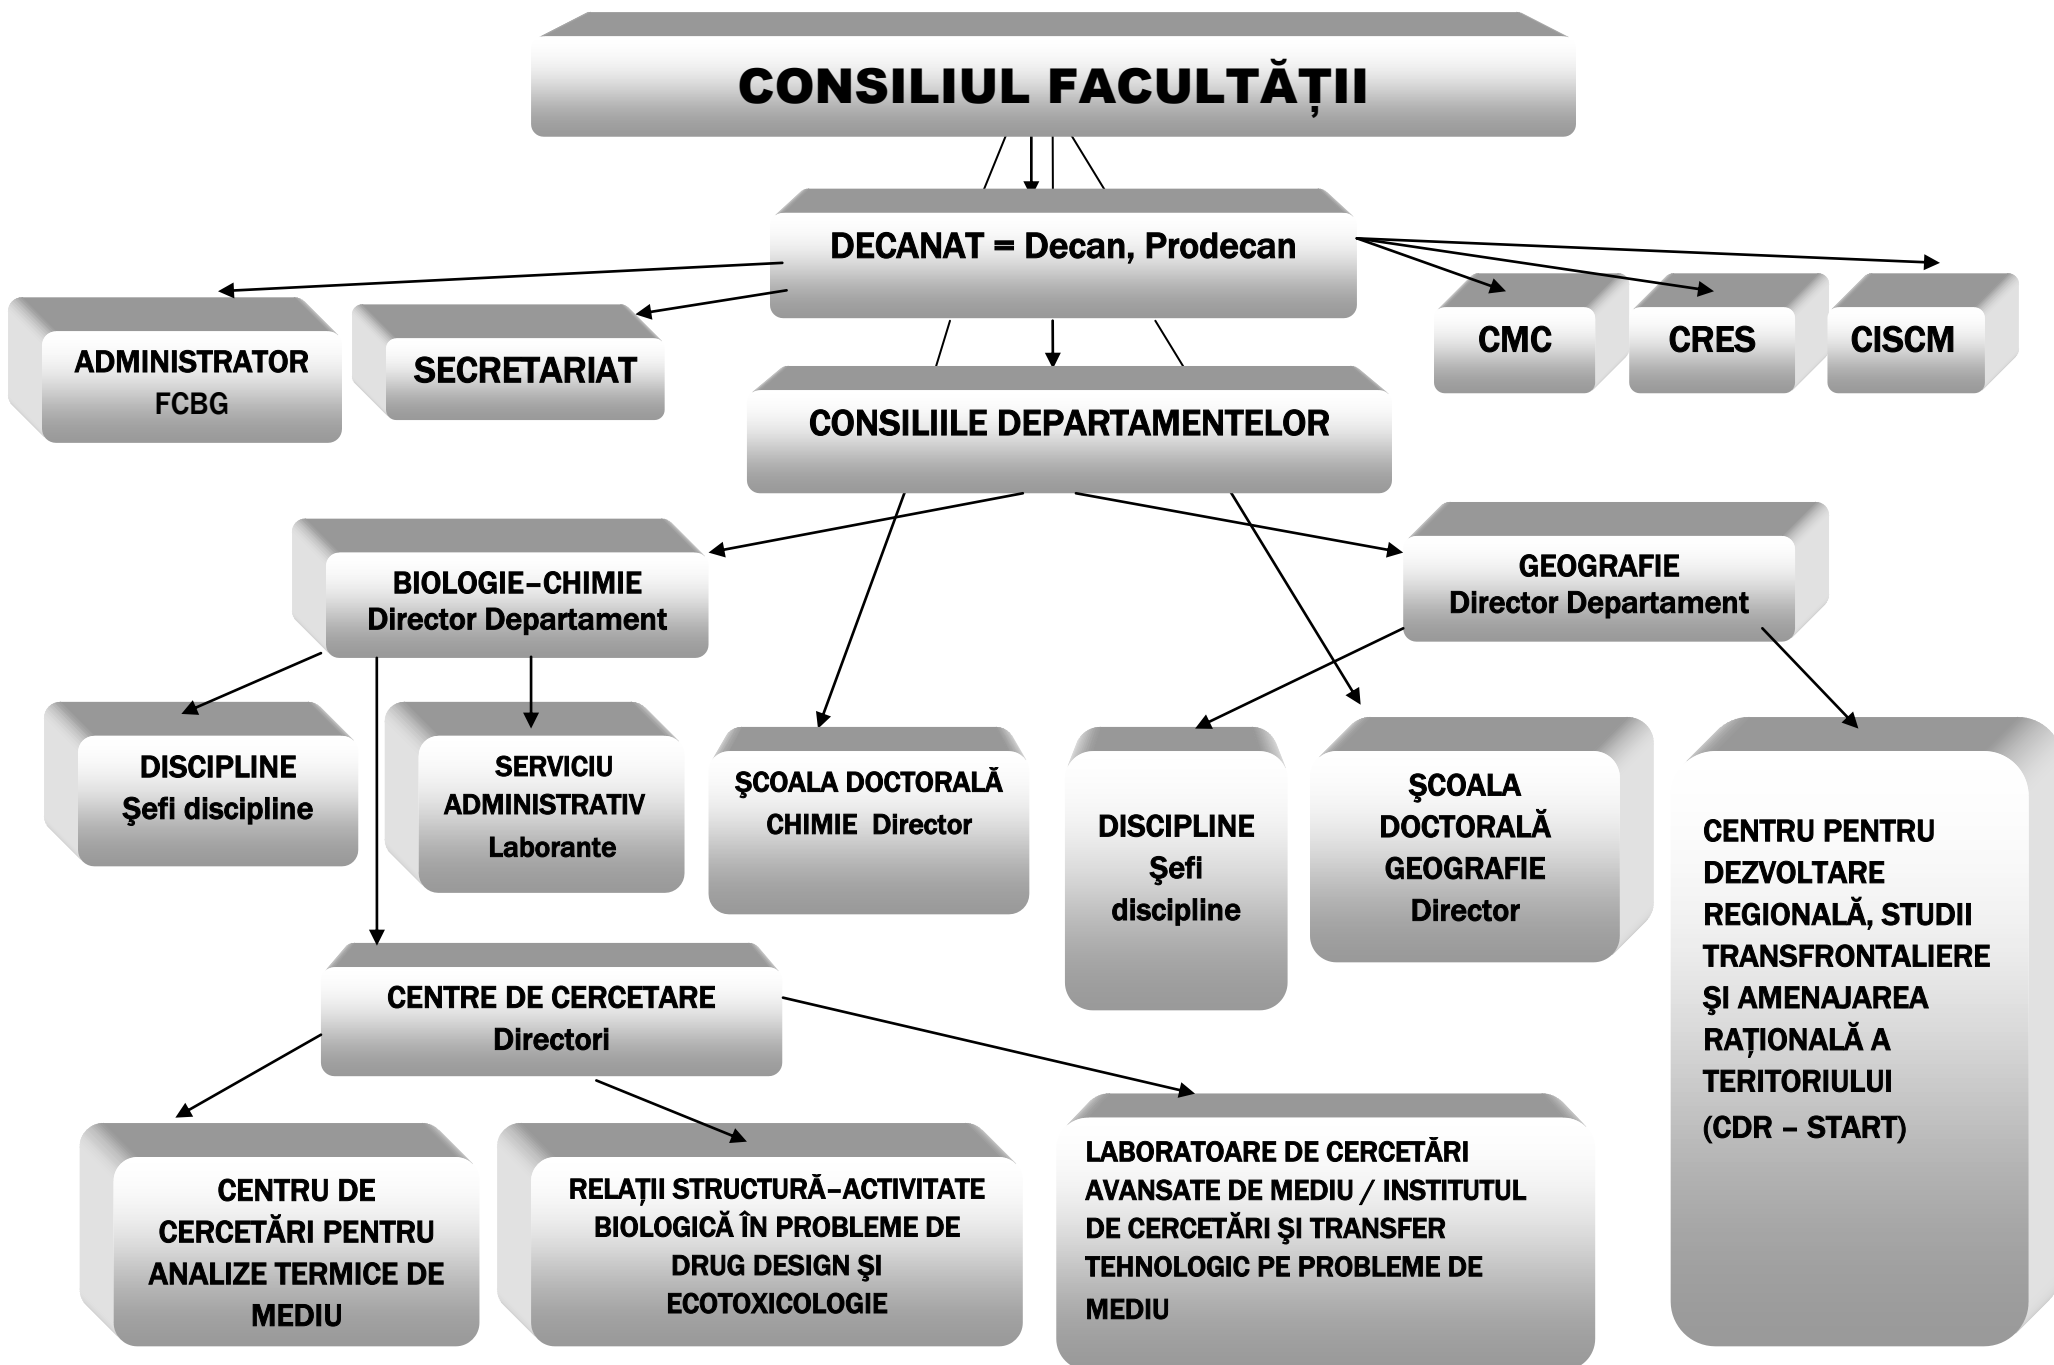 CONSILIUL FACULTĂȚII
DECANAT = Decan, Prodecan
ADMINISTRATOR
FCBG
SECRETARIAT
CMC
CRES
CISCM
CONSILIILE DEPARTAMENTELOR
BIOLOGIE–CHIMIE
Director Departament
GEOGRAFIE
Director Departament
DISCIPLINE
Şefi discipline
SERVICIU
ADMINISTRATIV
Laborante
ŞCOALA DOCTORALĂ
CHIMIE Director
DISCIPLINE
Şefi
discipline
ŞCOALA
DOCTORALĂ
GEOGRAFIE
Director
CENTRU PENTRU
DEZVOLTARE
REGIONALĂ, STUDII
TRANSFRONTALIERE
ŞI AMENAJAREA
RAȚIONALĂ A
TERITORIULUI
(CDR – START)
CENTRE DE CERCETARE
Directori
CENTRU DE
CERCETĂRI PENTRU
ANALIZE TERMICE DE
MEDIU
RELAȚII STRUCTURĂ–ACTIVITATE
BIOLOGICĂ ÎN PROBLEME DE
DRUG DESIGN ŞI
ECOTOXICOLOGIE
LABORATOARE DE CERCETĂRI
AVANSATE DE MEDIU / INSTITUTUL
DE CERCETĂRI ŞI TRANSFER
TEHNOLOGIC PE PROBLEME DE
MEDIU